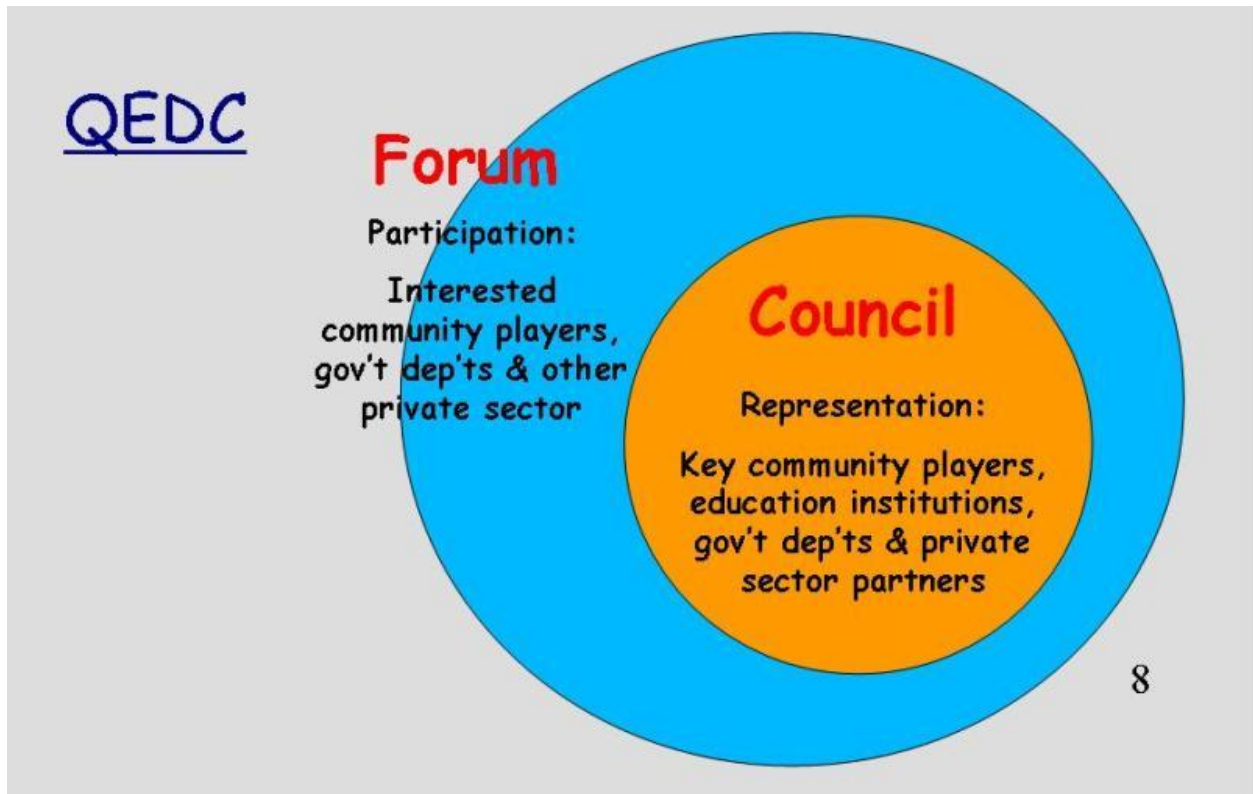 QEDC
Forum
Participation:
Interested
community players,
gov't dep'ts & other
private sector
Council
Representation:
Key community players,
education institutions,
gov't dep'ts & private
sector partners
8